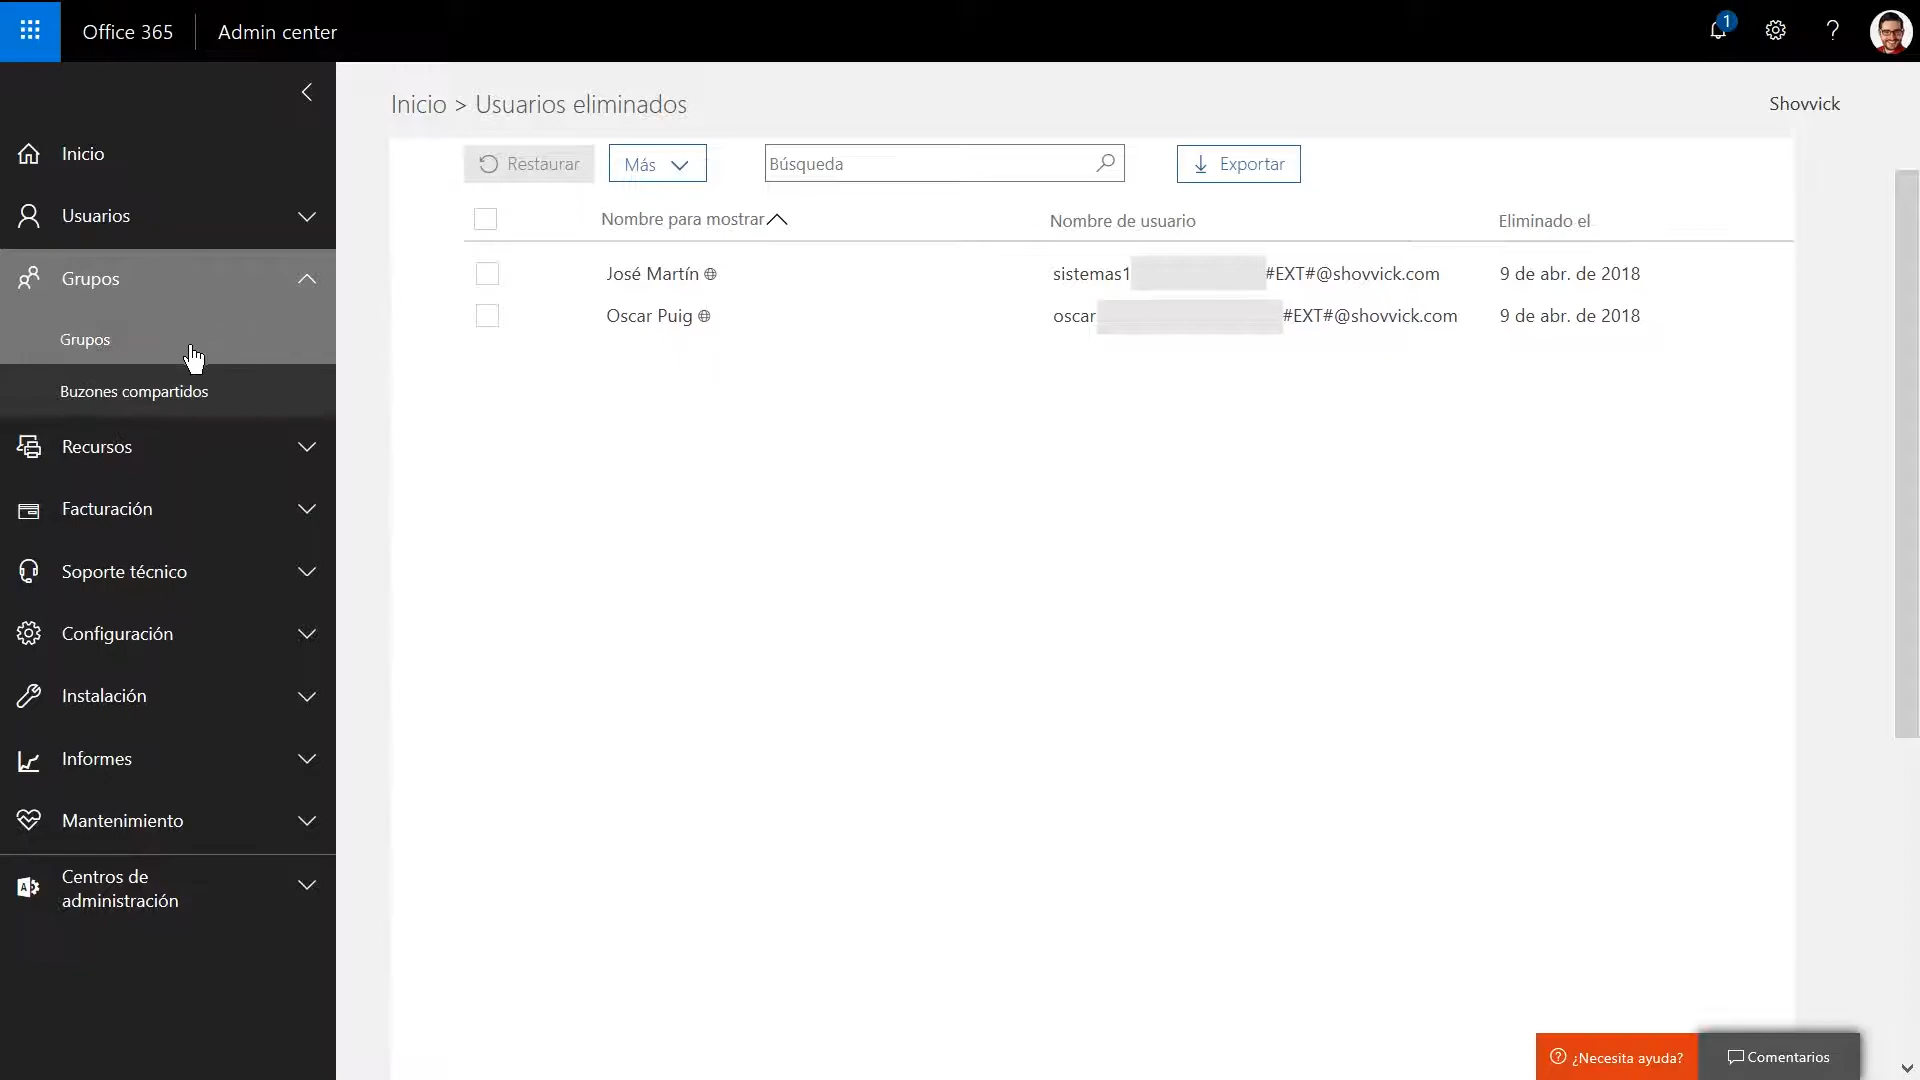 Office 365
Admin center
1
?
Inicio
Usuarios
Grupos
Grupos
Buzones compartidos
Recursos
Facturación
Soporte técnico
Configuración
Instalación
Informes
Mantenimiento
Centros de
administración
Inicio > Usuarios eliminados
Shovvick
Restaurar
Más
Búsqueda
Exportar
Nombre para mostrar
Nombre de usuario
Eliminado el
José Martín
sistemas1 #EXT#@shovvick.com
9 de abr. de 2018
Oscar Puig
oscar #EXT#@shovvick.com
9 de abr. de 2018
¿Necesita ayuda?
Comentarios